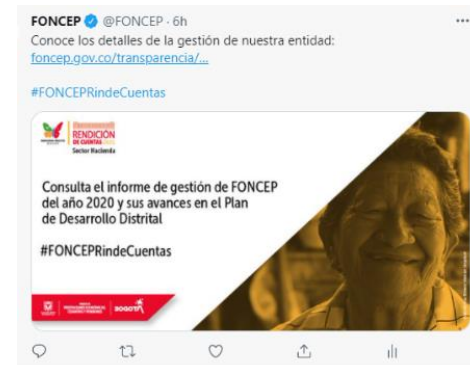 FONCEP @FONCEP · 6h
Conoce los detalles de la gestión de nuestra entidad:
foncep.gov.co/transparencia/...
#FONCEPRindeCuentas
RENDICIÓN
DE CUENTAS
Sector Hacienda
Consulta el informe de gestión de FONCEP
del año 2020 y sus avances en el Plan
de Desarrollo Distrital
#FONCEPRindeCuentas
BOGOTÁ